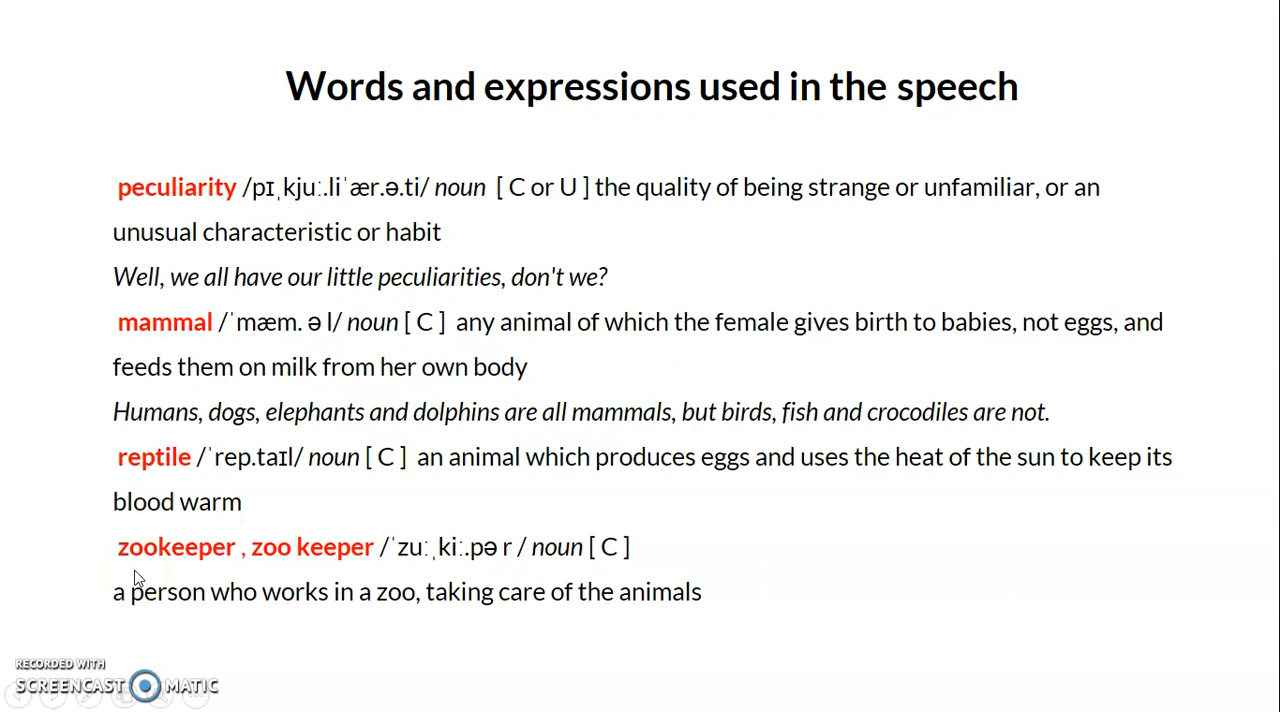 Words and expressions used in the speech
peculiarity /pɪˌkjuː.liˈær.ə.ti/ noun [ C or U ] the quality of being strange or unfamiliar, or an
unusual characteristic or habit
Well, we all have our little peculiarities, don't we?
mammal /ˈmæm. ə l/ noun [ C ] any animal of which the female gives birth to babies, not eggs, and
feeds them on milk from her own body
Humans, dogs, elephants and dolphins are all mammals, but birds, fish and crocodiles are not.
reptile /ˈrep.taɪl/ noun [ C ] an animal which produces eggs and uses the heat of the sun to keep its
blood warm
zookeeper , zoo keeper /ˈzuːˌkiː.pə r / noun [ C ]
a person who works in a zoo, taking care of the animals
RECORDED WITH
SCREENCAST MATIC